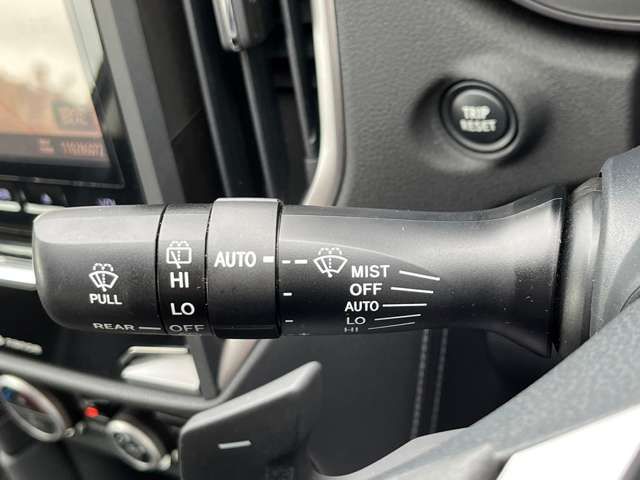 TRIP
RESET
AUTO
MIST
OFF
AUTO
LO
HI
HI
LO
OFF
PULL
REAR